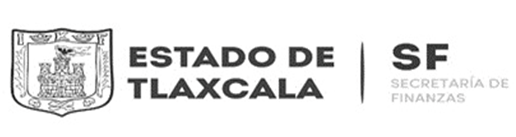 ESTADO DE
TLAXCALA
SF
SECRETARÍA DE
FINANZAS